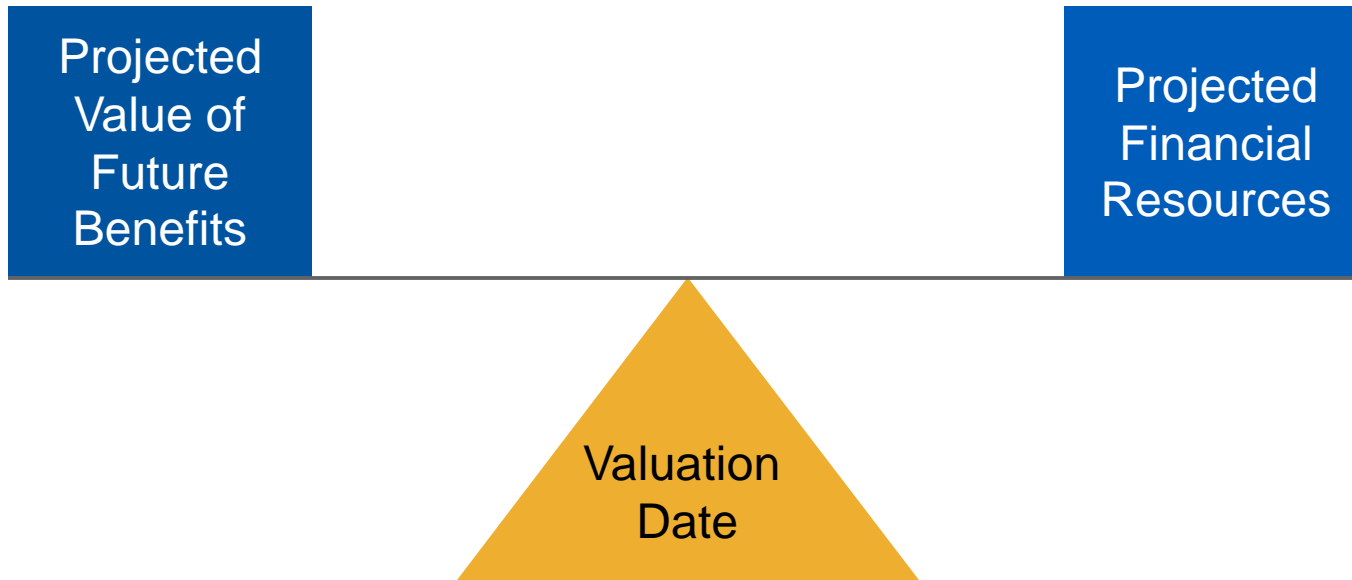 Projected
Value of
Future
Benefits
Projected
Financial
Resources
Valuation
Date